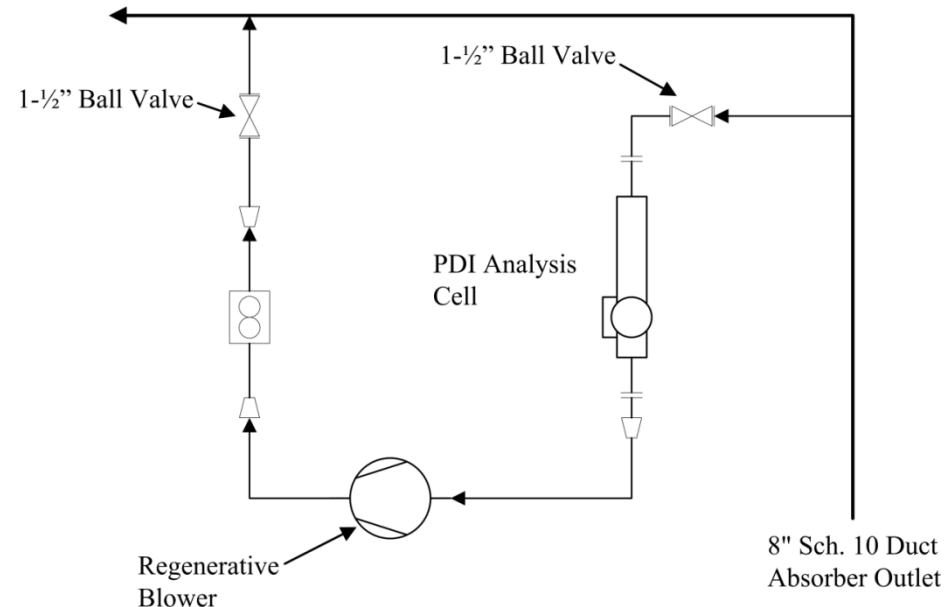 1-½” Ball Valve
1-½” Ball Valve
PDI Analysis
Cell
Regenerative
Blower
8" Sch. 10 Duct
Absorber Outlet